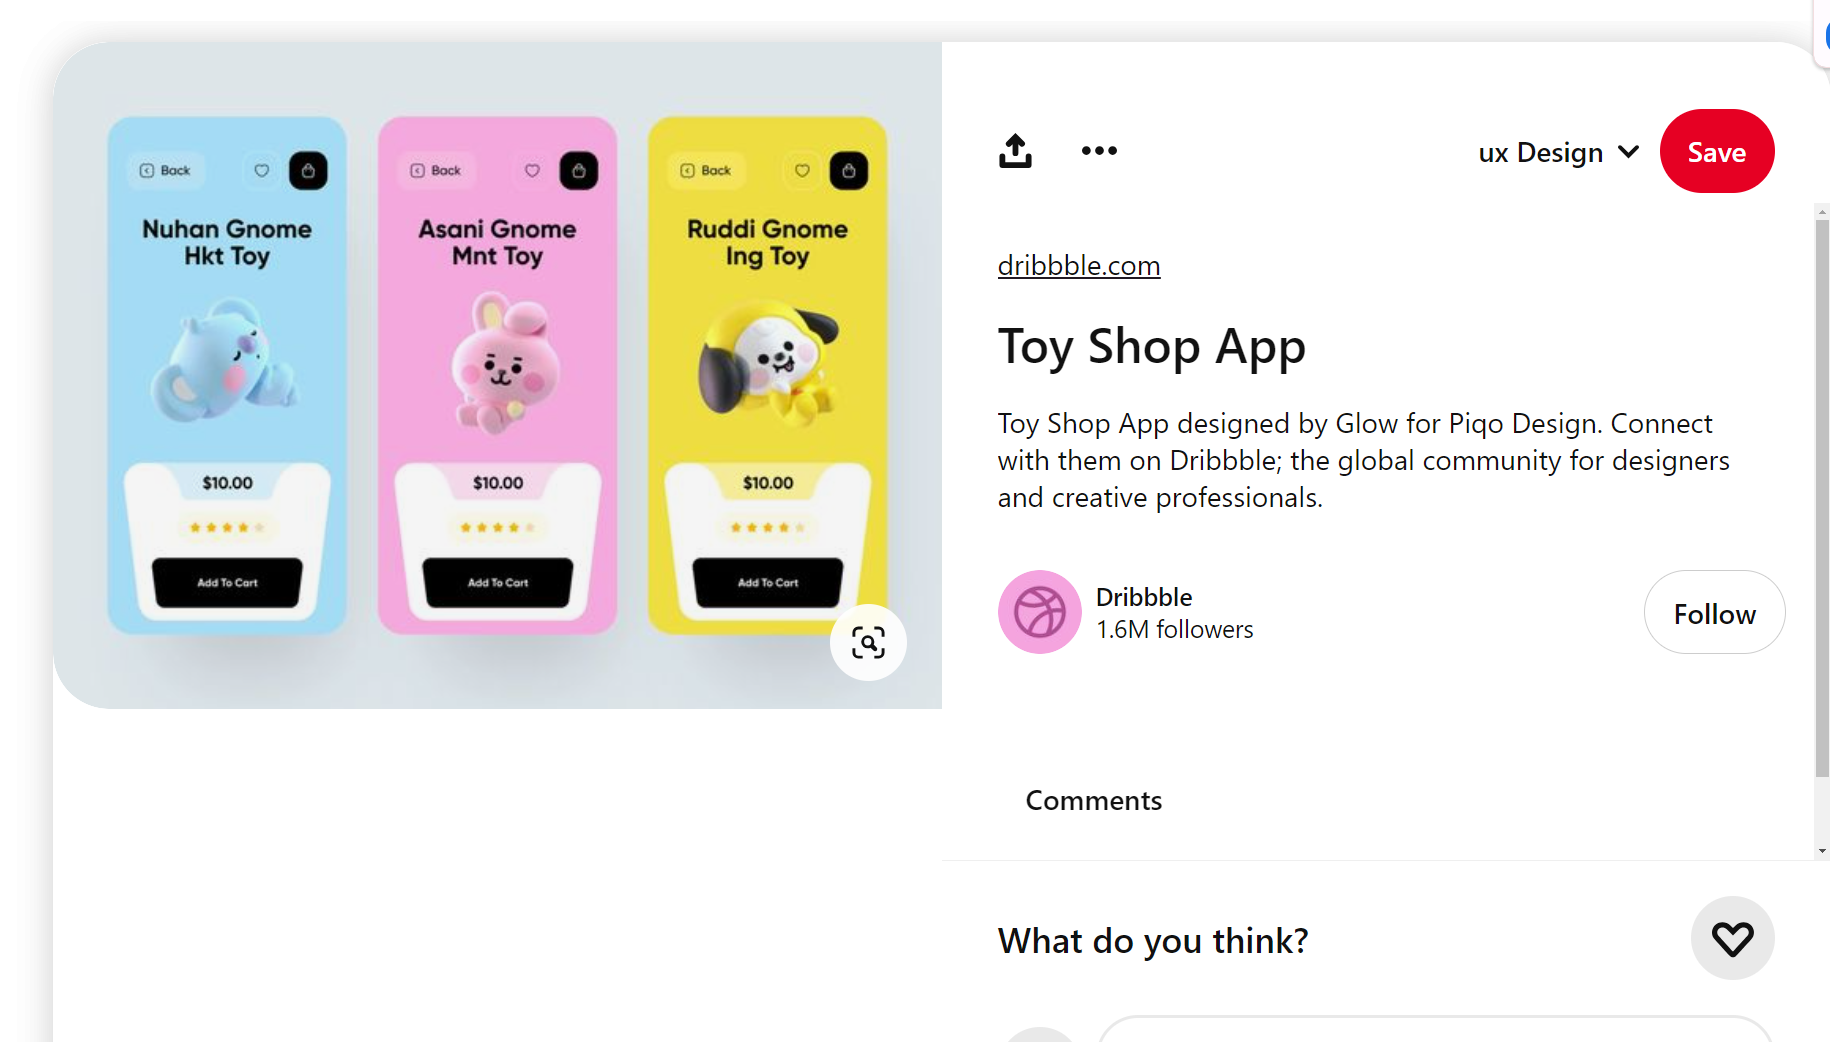 Back
Nuhan Gnome
Hkt Toy
$10.00
Add To Cart
Back
Asani Gnome
Mnt Toy
$10.00
Add To Cart
Back
Ruddi Gnome
Ing Toy
$10.00
Add To Cart
ux Design
Save
dribbble.com
Toy Shop App
Toy Shop App designed by Glow for Piqo Design. Connect
with them on Dribbble; the global community for designers
and creative professionals.
Dribbble
1.6M followers
Follow
Comments
What do you think?